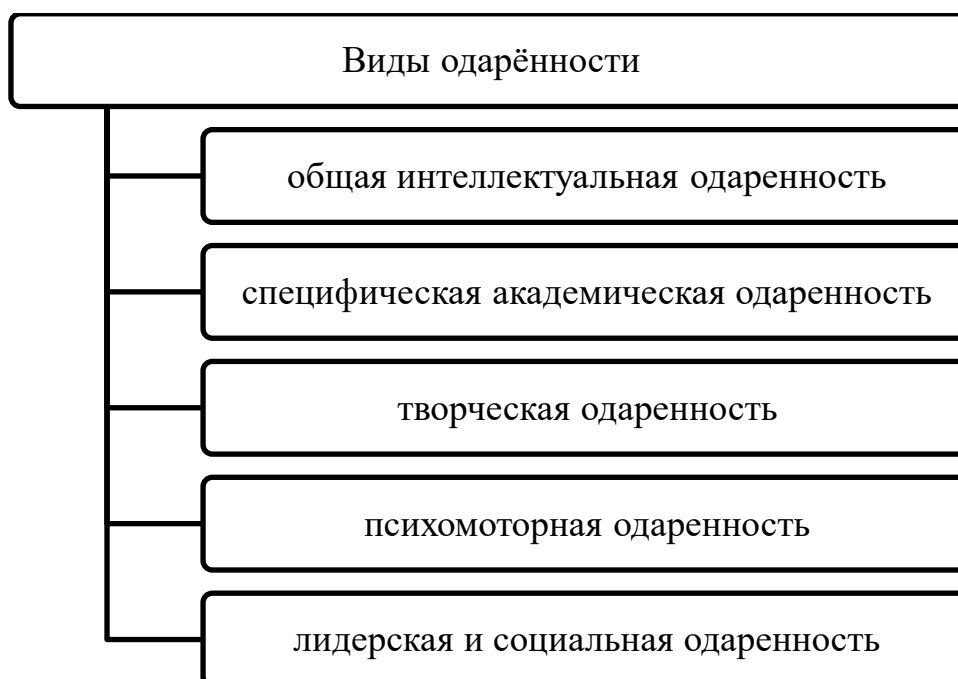 Виды одарённости
общая интеллектуальная одаренность
специфическая академическая одаренность
творческая одаренность
психомоторная одаренность
лидерская и социальная одаренность